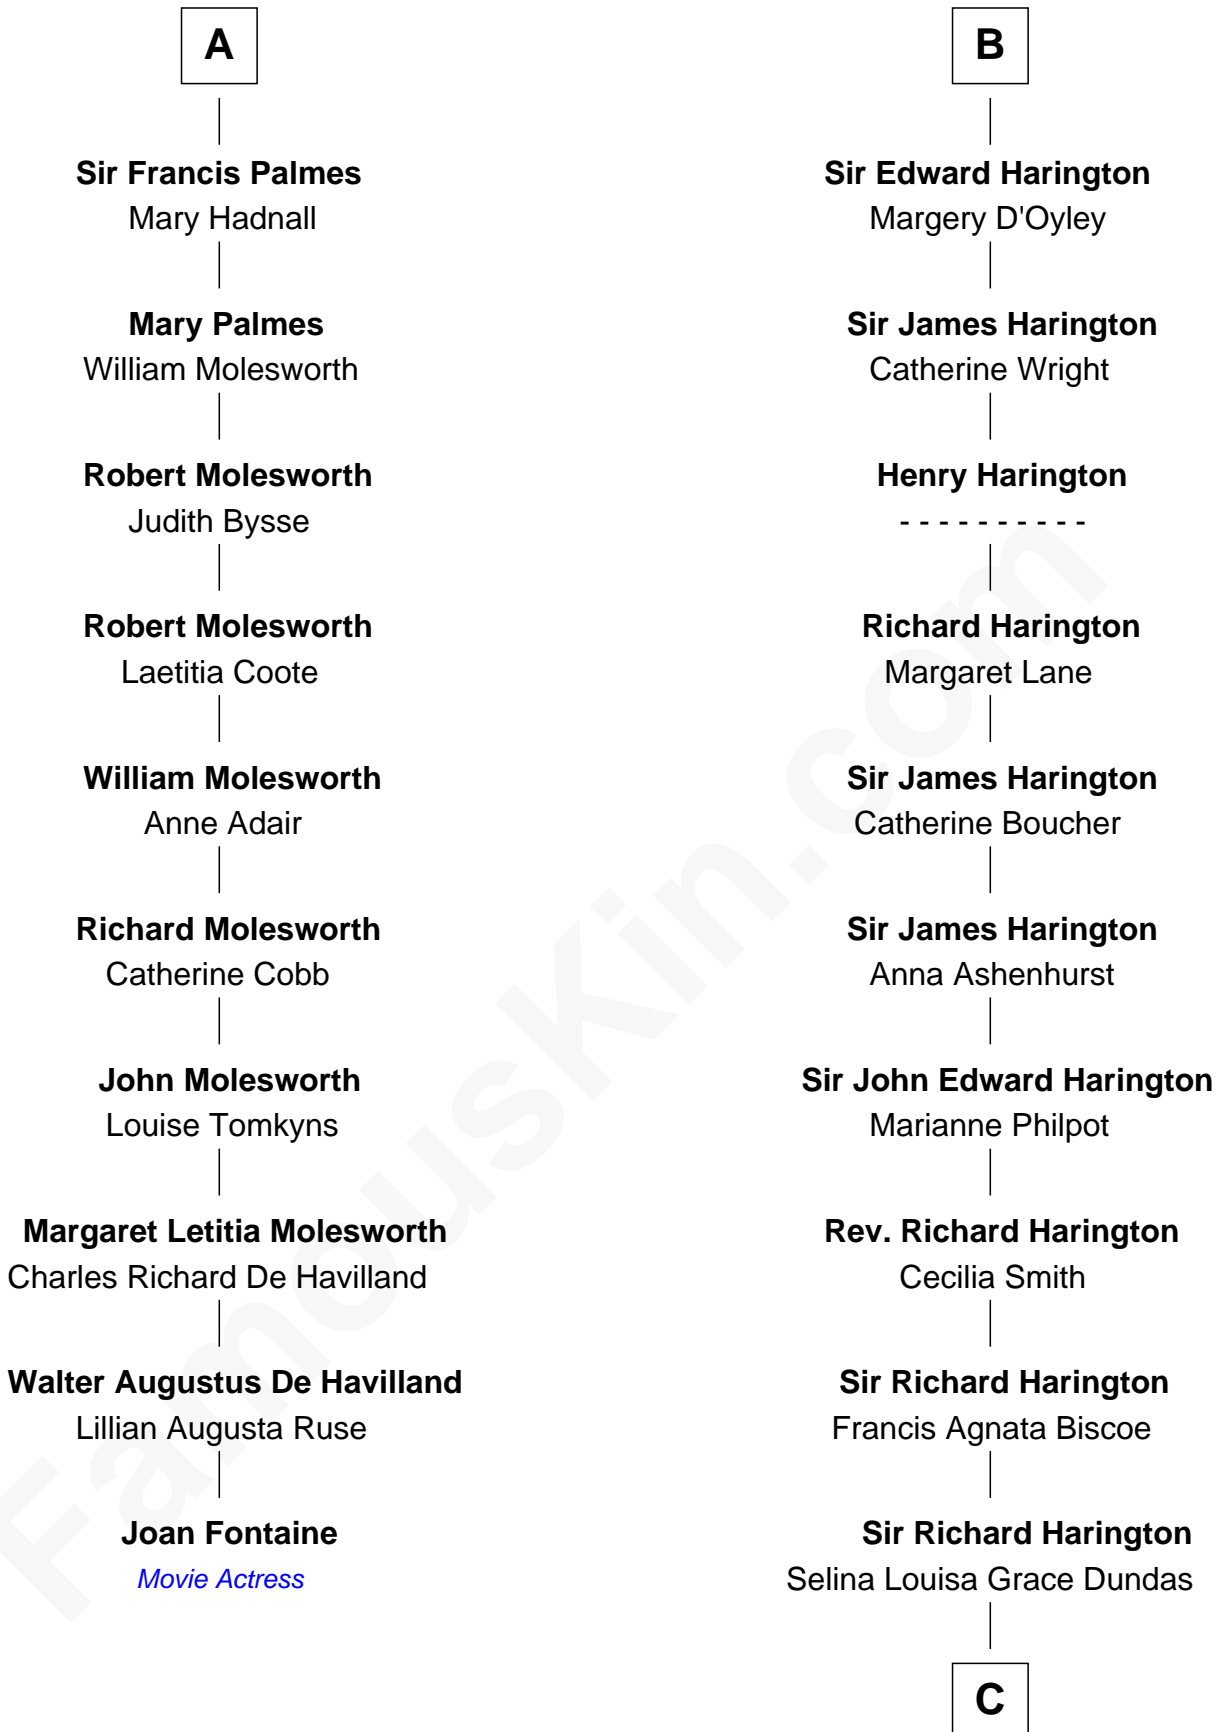 A
Sir Francis Palmes
Mary Hadnall
Mary Palmes
William Molesworth
Robert Molesworth
Judith Bysse
Robert Molesworth
Laetitia Coote
William Molesworth
Anne Adair
Richard Molesworth
Catherine Cobb
John Molesworth
Louise Tomkyns
Margaret Letitia Molesworth
Charles Richard De Havilland
Walter Augustus De Havilland
Lillian Augusta Ruse
Joan Fontaine
Movie Actress
B
Sir Edward Harington
Margery D'Oyley
Sir James Harington
Catherine Wright
Henry Harington
- - - - - - - - - -
Richard Harington
Margaret Lane
Sir James Harington
Catherine Boucher
Sir James Harington
Anna Ashenhurst
Sir John Edward Harington
Marianne Philpot
Rev. Richard Harington
Cecilia Smith
Sir Richard Harington
Francis Agnata Biscoe
Sir Richard Harington
Selina Louisa Grace Dundas
C
FamousKin.com